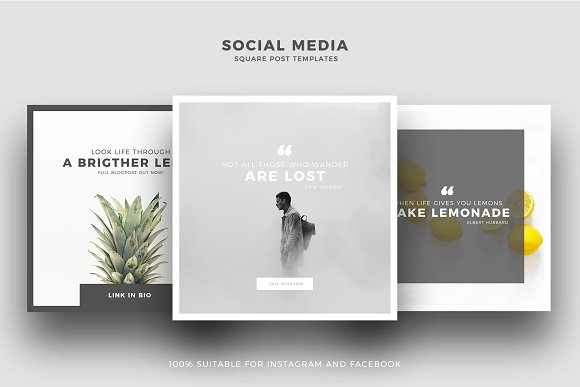 SOCIAL MEDIA
SQUARE POST TEMPLATES
LOOK LIFE THROUGH
A BRIGTHER LE
FULL BLOGPOST OUT NOW!
LINK IN BIO
“
NOT ALL THOSE WHO WANDER
ARE LOST
J.R.R TOLKIEN
FULL INTERVIEW
“
WHEN LIFE GIVES YOU LEMONS
AKE LEMONADE
ELBERT HUBBARD
100% SUITABLE FOR INSTAGRAM AND FACEBOOK